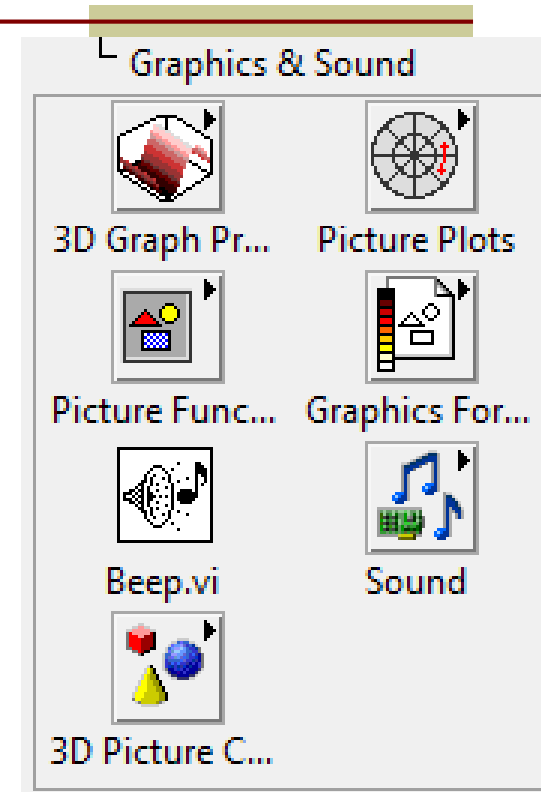 Graphics & Sound
3D Graph Pr...
Picture Plots
Picture Func...
Graphics For...
Beep.vi
Sound
3D Picture C...